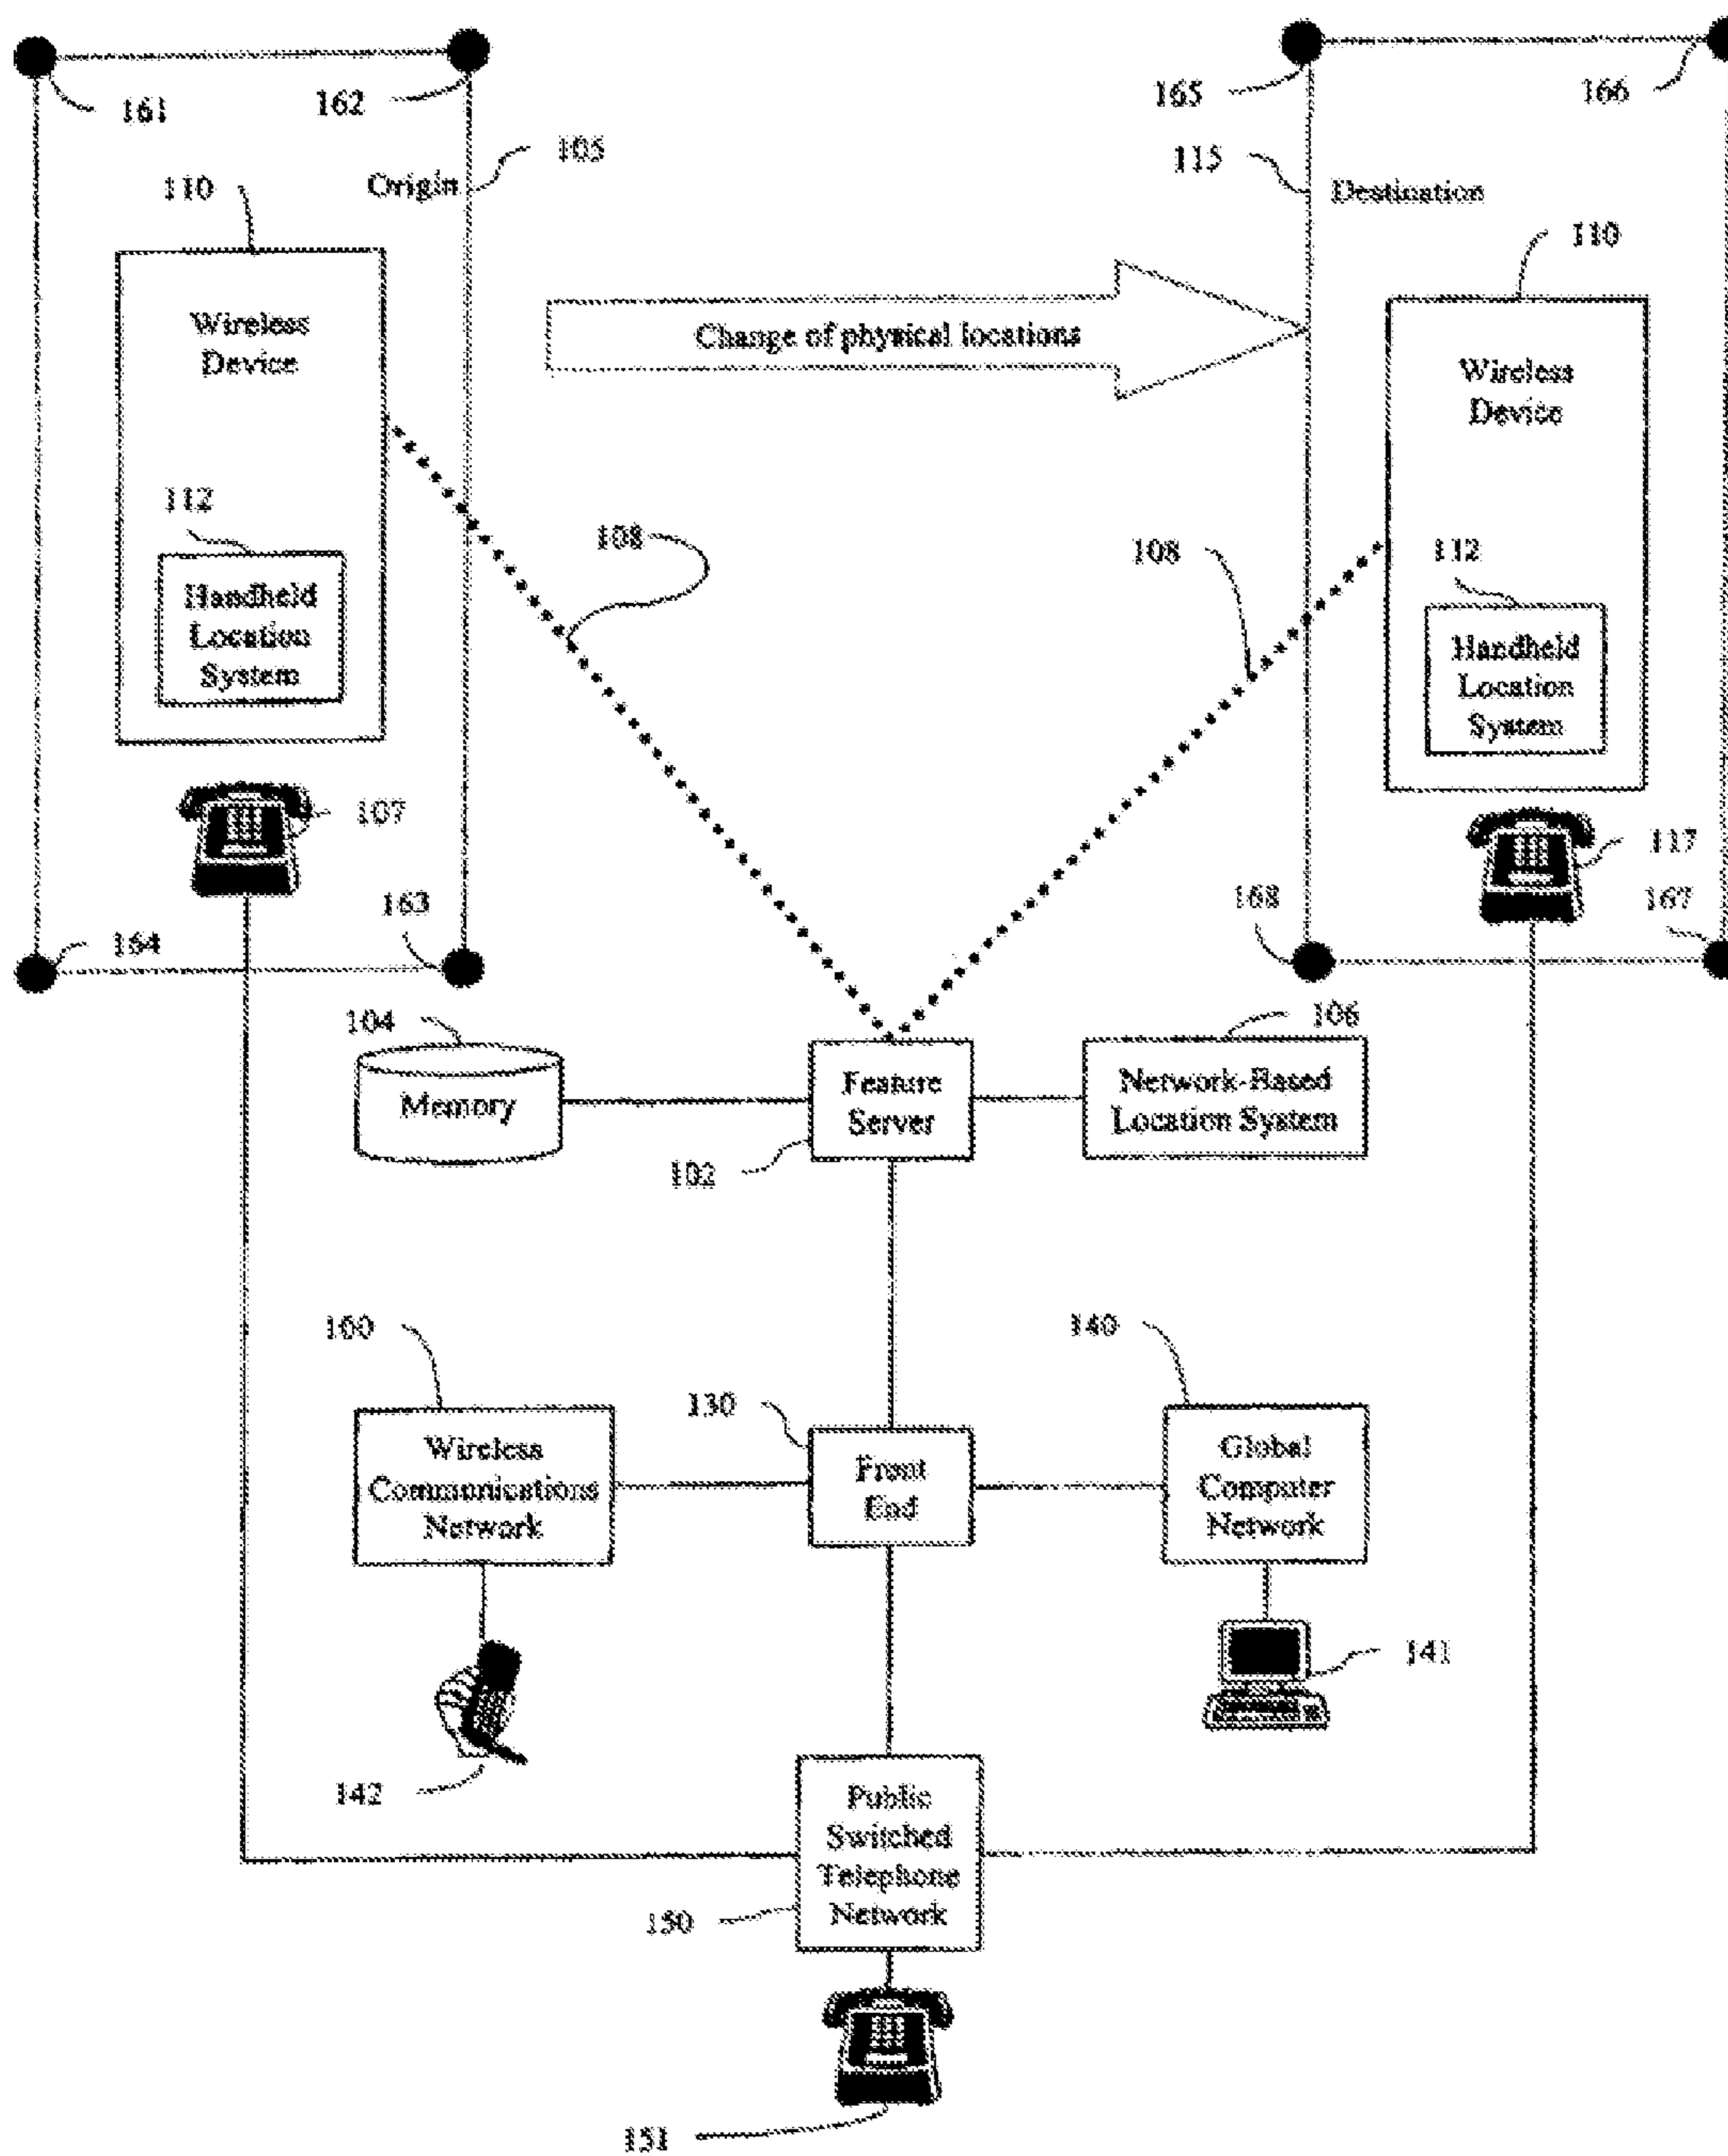 161
162
165
166
105
115
110
Origin
Destination
110
Wireless
Device
Change of physical locations
Wireless
Device
112
108
108
112
Handheld
Location
System
Handheld
Location
System
107
117
163
168
167
164
104
106
Memory
Feature
Server
Network-Based
Location System
102
100
140
130
Wireless
Communications
Network
Front
End
Global
Computer
Network
141
142
Public
Switched
Telephone
Network
150
151